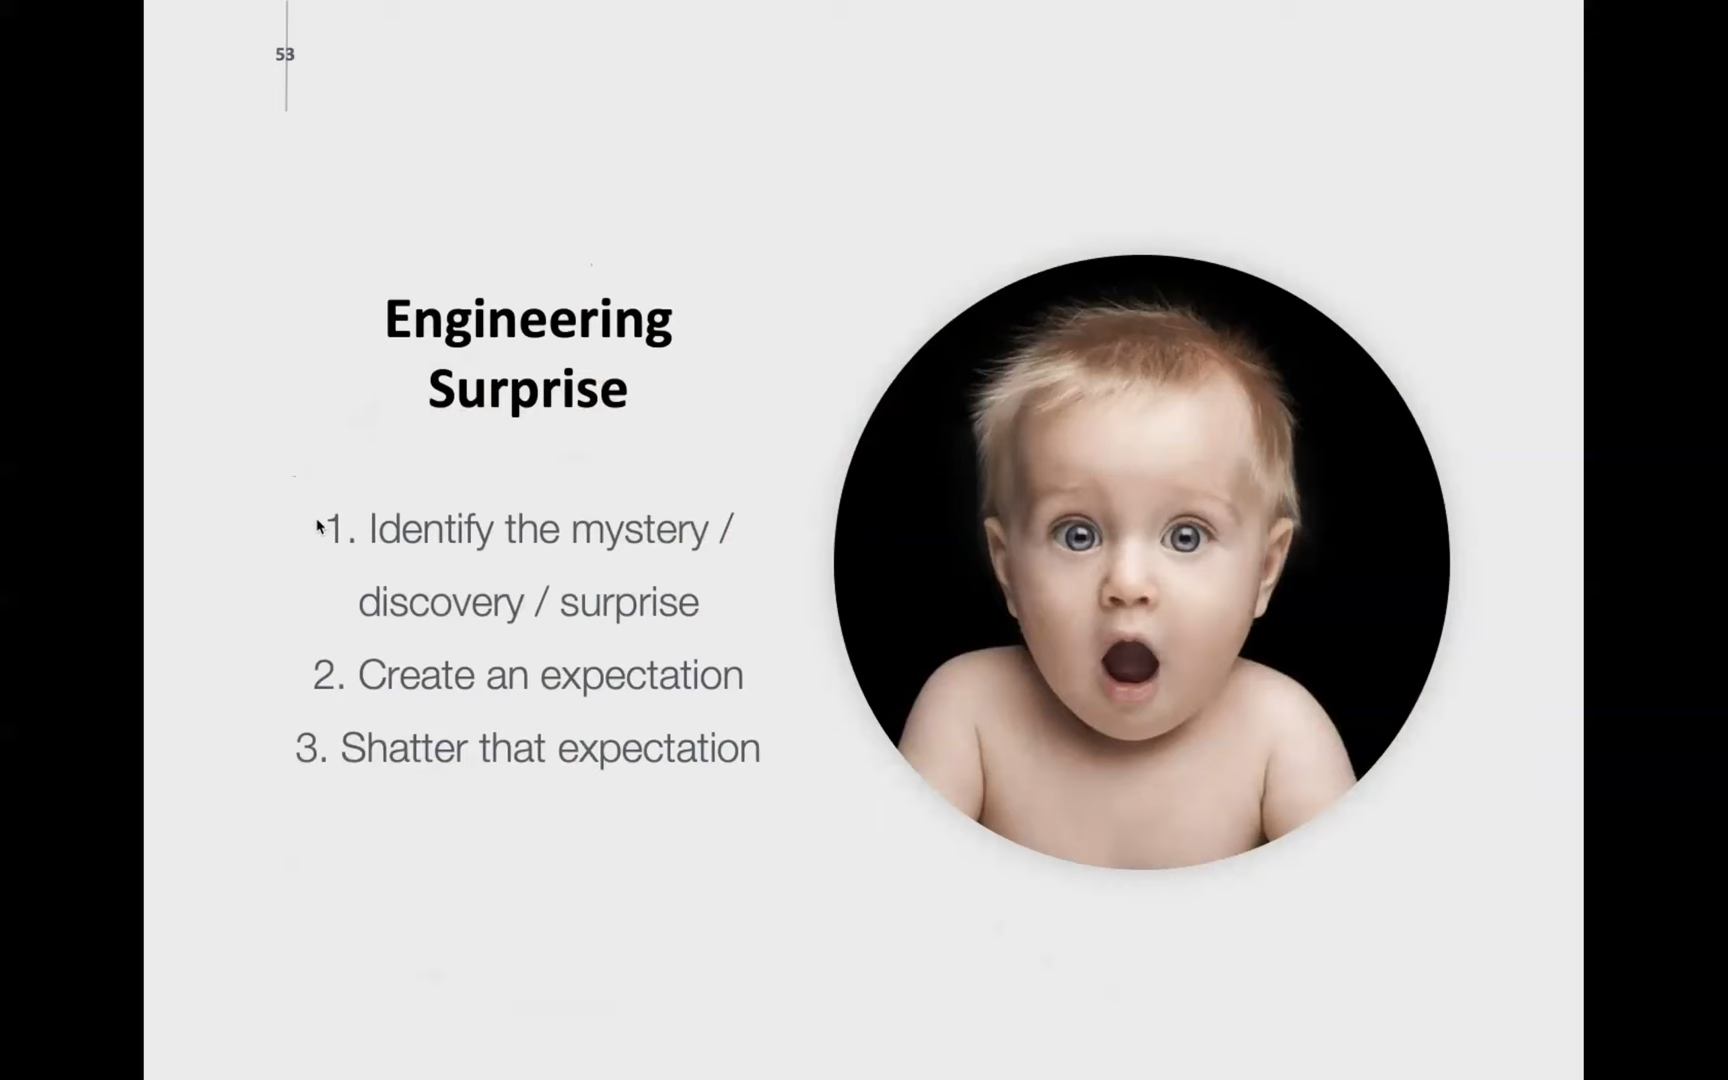 53
Engineering
Surprise
1. Identify the mystery /
discovery / surprise
2. Create an expectation
3. Shatter that expectation